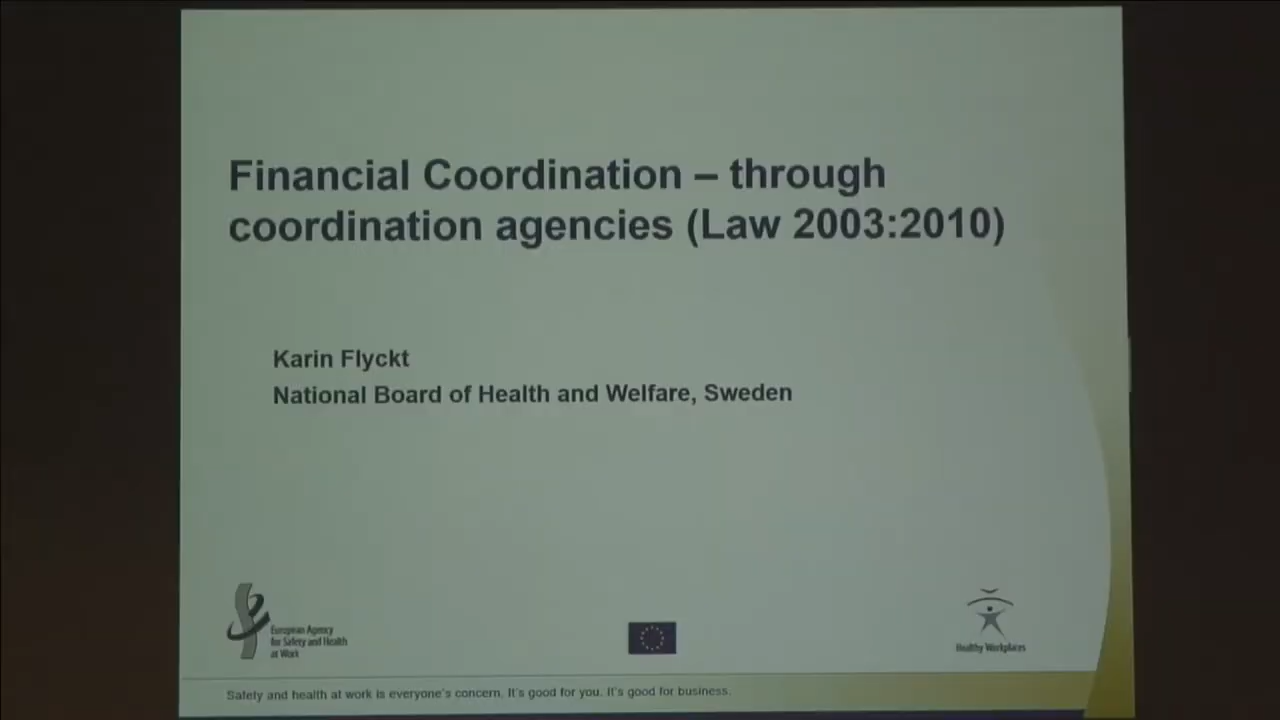 Financial Coordination – through
coordination agencies (Law 2003:2010)
Karin Flyckt
National Board of Health and Welfare, Sweden
European Agency
for Safety and Health
at Work
Healthy Workplaces
Safety and health at work is everyone's concern. It's good for you. It's good for business.